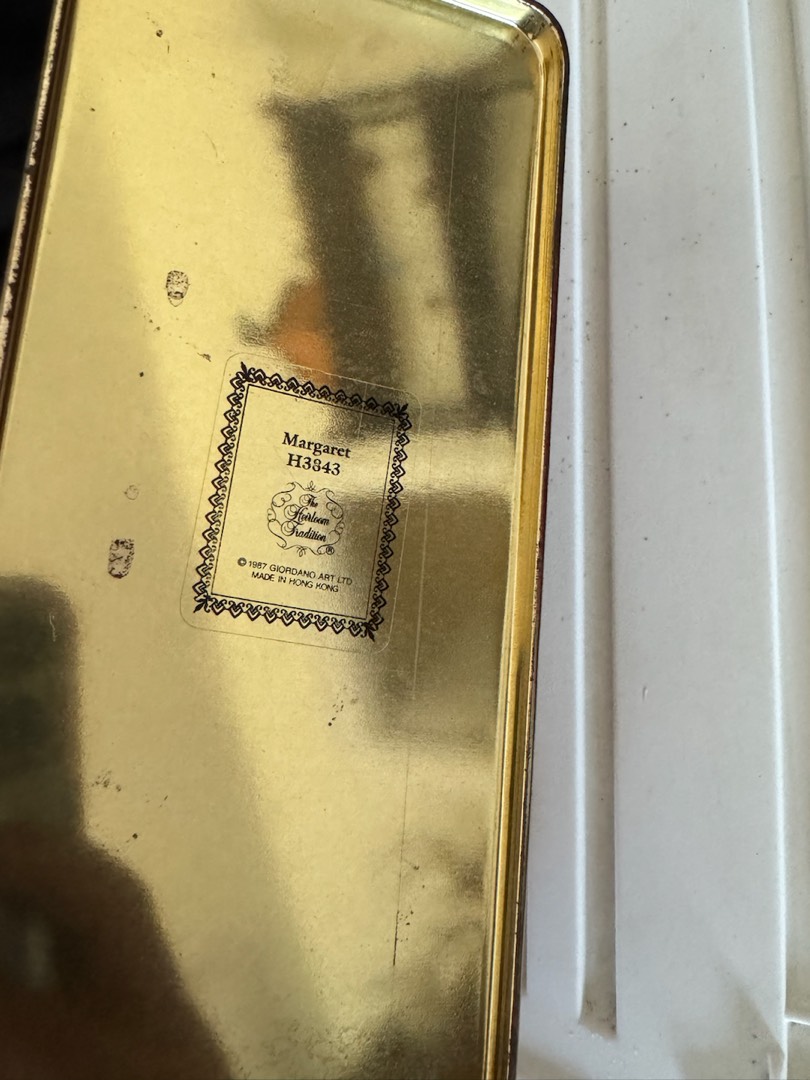 Margaret
H3843
The
Heirloom
Tradition®
© 1987 GIORDANO ART LTD
MADE IN HONG KONG